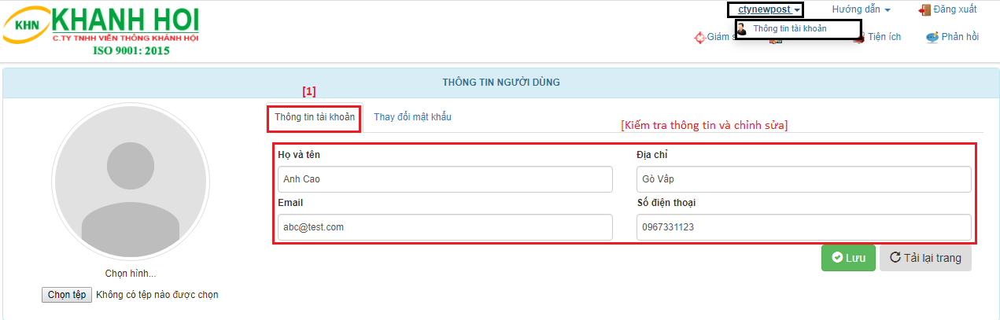 KHN
KHANH HOI
C.TY TNHH VIỄN THÔNG KHÁNH HỘI
ISO 9001: 2015
ctynewpost Hướng dẫn Đăng xuất
Thông tin tài khoản
Giám Tiện ích Phản hồi
THÔNG TIN NGƯỜI DÙNG
[1]
Thông tin tài khoản Thay đổi mật khẩu
[Kiểm tra thông tin và chỉnh sửa]
Họ và tên Địa chỉ
Anh Cao Gò Vấp
Email Số điện thoại
abc@test.com 0967331123
Lưu Tải lại trang
Chọn hình...
Chọn tệp Không có tệp nào được chọn